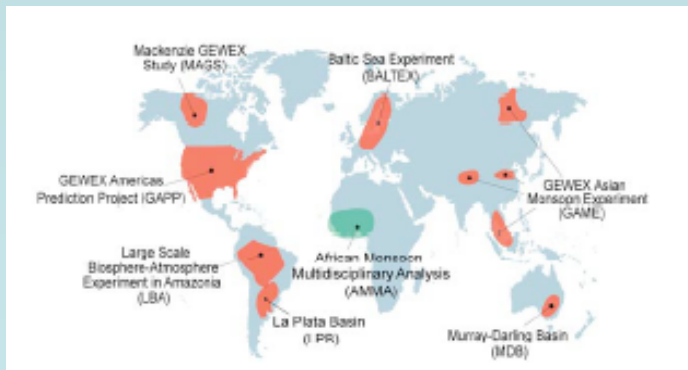 Mackenzie GEWEX
Study (MAGS)
Baltic Sea Experiment
(BALTEX)
GEWEX Americas
Prediction Project (GAPP)
GEWEX Asian
Monsoon Experiment
(GAME)
Large Scale
Biosphere-Atmosphere
Experiment in Amazonia
(LBA)
African Monsoon
Multidisciplinary Analysis
(AMMA)
La Plata Basin
(LPB)
Murray-Darling Basin
(MDB)